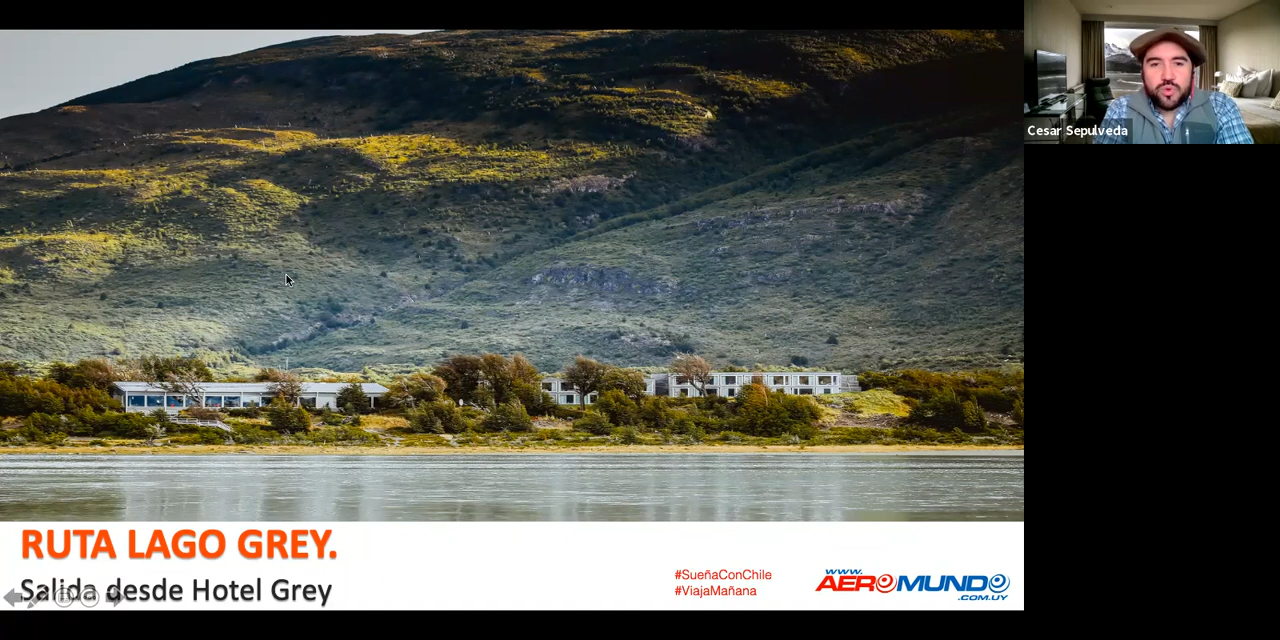 Cesar Sepulveda
RUTA LAGO GREY.
Salida desde Hotel Grey
#SueñaConChile
#ViajaMañana
WWW.
AEROMUNDO
.COM.UY